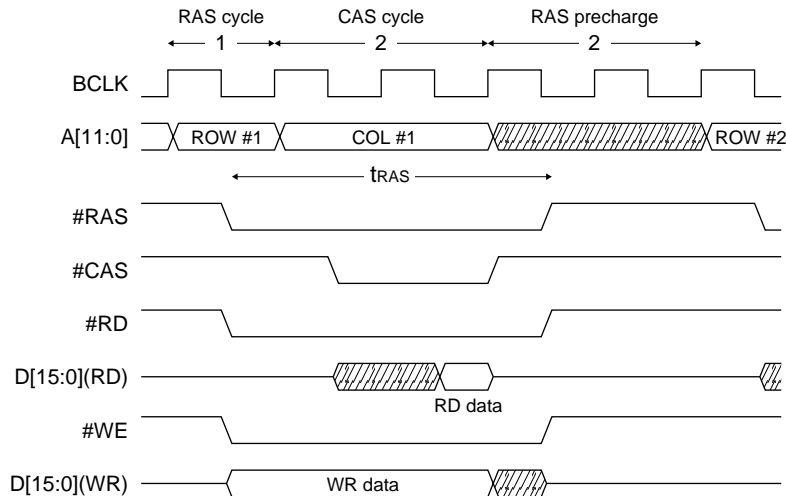 RAS cycle CAS cycle RAS precharge
1 2 2
BCLK
A[11:0] ROW #1 COL #1 ROW #2
tRAS
#RAS
#CAS
#RD
D[15:0](RD)
RD data
#WE
D[15:0](WR) WR data